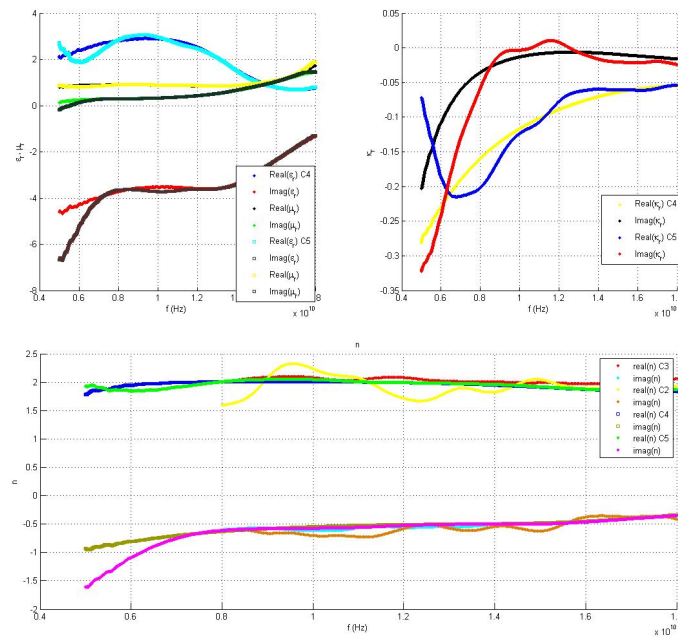 4
2
0
-2
-4
-6
-8
εr, μr
0.4
0.6
0.8
1
1.2
1.4
f (Hz)
x 10^10
Real(εr) C4
Imag(εr)
Real(μr)
Imag(μr)
Real(εr) C5
Imag(εr)
Real(μr)
Imag(μr)
0.05
0
-0.05
-0.1
-0.15
-0.2
-0.25
-0.3
-0.35
κr
0.4
0.6
0.8
1
1.2
1.4
1.6
1.8
f (Hz)
x 10^10
Real(κr) C4
Imag(κr)
Real(κr) C5
Imag(κr)
n
2.5
2
1.5
1
0.5
0
-0.5
-1
-1.5
-2
n
0.4
0.6
0.8
1
1.2
1.4
1.6
1.8
f (Hz)
x 10^10
real(n) C3
imag(n)
real(n) C2
imag(n)
real(n) C4
imag(n)
real(n) C5
imag(n)